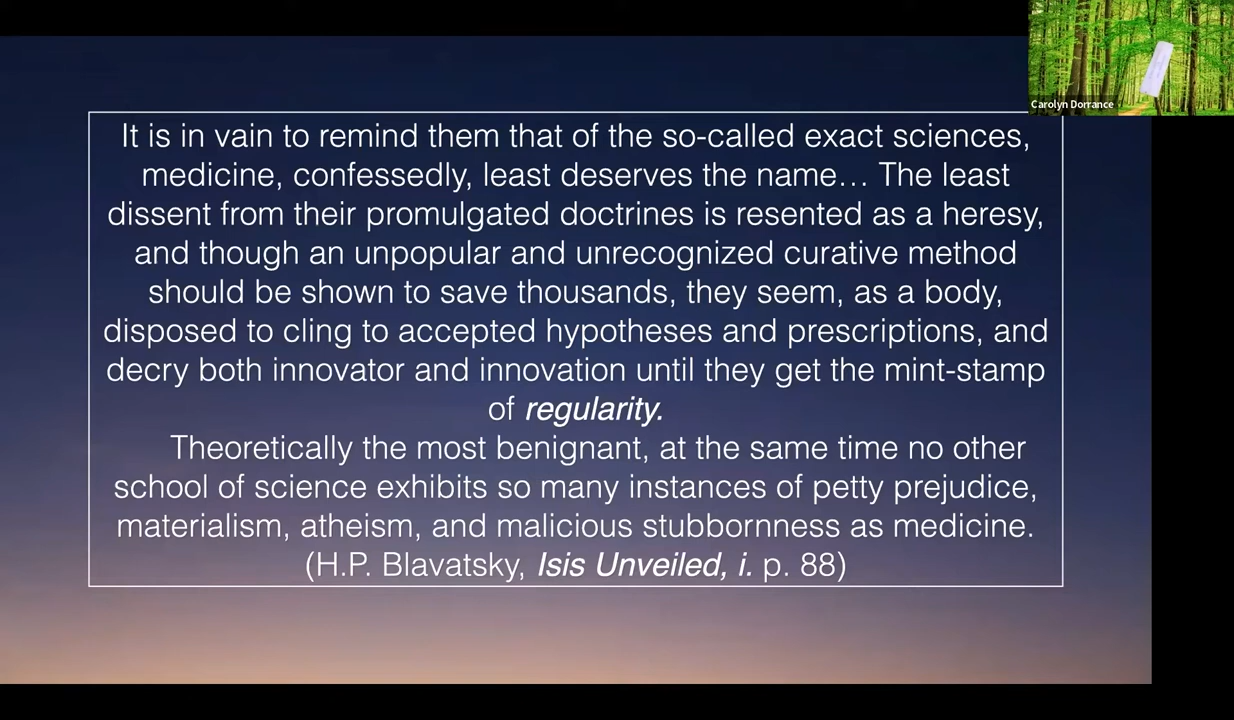 Carolyn Dorrance
It is in vain to remind them that of the so-called exact sciences,
medicine, confessedly, least deserves the name... The least
dissent from their promulgated doctrines is resented as a heresy,
and though an unpopular and unrecognized curative method
should be shown to save thousands, they seem, as a body,
disposed to cling to accepted hypotheses and prescriptions, and
decry both innovator and innovation until they get the mint-stamp
of regularity.
Theoretically the most benignant, at the same time no other
school of science exhibits so many instances of petty prejudice,
materialism, atheism, and malicious stubbornness as medicine.
(H.P. Blavatsky, Isis Unveiled, i. p. 88)